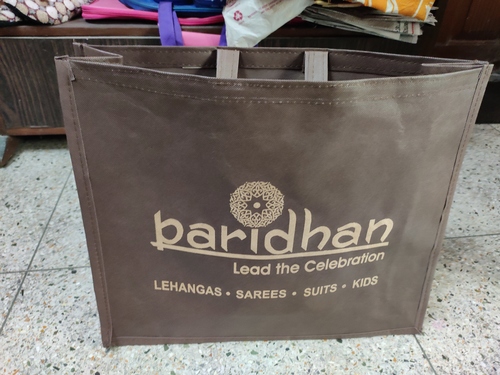 paridhan
Lead the Celebration
LEHANGAS • SAREES • SUITS • KIDS